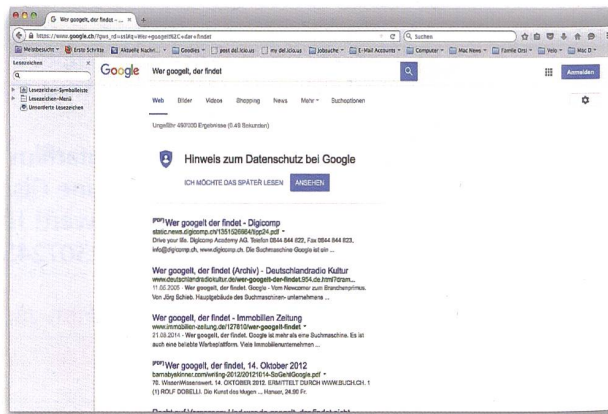 Wer googelt, der findet - ...
https://www.google.ch/?gws_rd=ssl#q=Wer+googelt%2C+der+findet
Suchen
Meistbesucht
Erste Schritte
Aktuelle Nachri...
Goodies
post del.icio.us
my del.icio.us
Jobsuche
E-Mail Accounts
Computer
Mac News
Familie Orsi
Velo
Mac D
Lesezeichen
Lesezeichen-Symbolleiste
Lesezeichen-Menü
Unsortierte Lesezeichen
Google
Wer googelt, der findet
Anmelden
Web Bilder Videos Shopping News Mehr Suchoptionen
Ungefähr Ergebnisse Sekunden)
Hinweis zum Datenschutz bei Google
ICH MÖCHTE DAS SPÄTER LESEN ANSEHEN
[PDF] Wer googelt der findet - Digicomp
static.news.digicomp.ch/1351526664/tipp24.pdf
Drive your life. Digicomp Academy AG. Telefon 0844 844 822, Fax 0844 844 823,
info@digicomp.ch, www.digicomp.ch. Die Suchmaschine Google ist ein ...
Wer googelt, der findet (Archiv) - Deutschlandradio Kultur
www.deutschlandradiokultur.de/wer-googelt-der-findet.954.de.html?dram...
11.06.2005 - Wer googelt, der findet. Google - Vom Newcomer zum Branchenprimus.
Von Jörg Schieb. Hauptgebäude des Suchmaschinen- unternehmens ...
Wer googelt, der findet - Immobilien Zeitung
www.immobilien-zeitung.de/127610/wer-googelt-findet
21.08.2014 - Wer googelt, der findet. Google ist mehr als eine Suchmaschine. Es ist
auch eine beliebte Werbeplattform. Viele Immobilienunternehmen ...
[PDF] Wer googelt, der findet, 14. Oktober 2012
barnabyskinner.com/writing-2012/20121014-SoGehtGoogle.pdf
78. WissenWissenswert. 14. OKTOBER 2012. ERMITTELT DURCH WWW.BUCH.CH. 1
(1) ROLF DOBELLI. Die Kunst des klugen ... Hanser, 24.90 Fr.